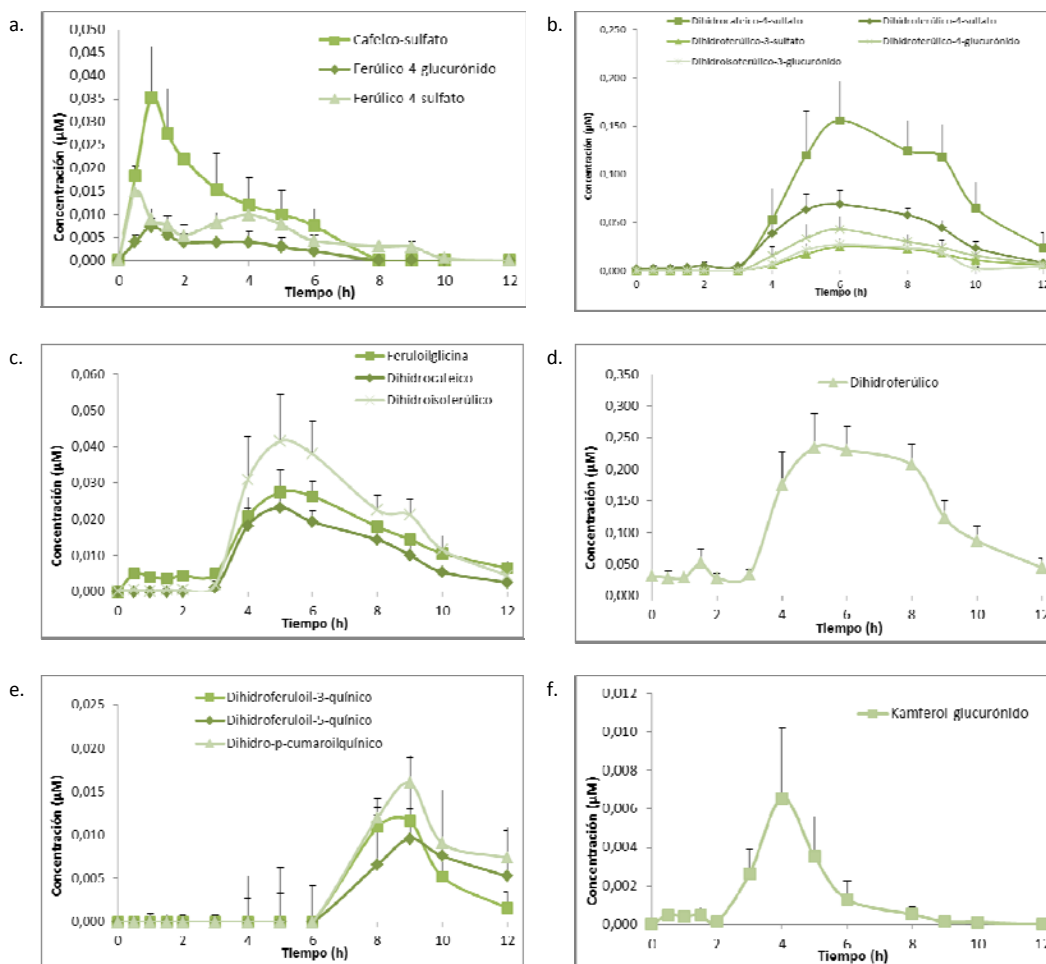 a.
Cafeico-sulfato
Ferúlico-4-glucurónido
Ferúlico-4-sulfato
0,050
0,045
0,040
0,035
0,030
0,025
0,020
0,015
0,010
0,005
0,000
Concentración (μM)
0 2 4 6 8 10 12
Tiempo (h)
b.
Dihidrocafeico-4-sulfato
Dihidroferúlico-4-sulfato
Dihidroferúlico-3-sulfato
Dihidroferúlico-4-glucurónido
Dihidroisoferúlico-3-glucurónido
0,250
0,200
0,150
0,100
0,050
0,000
Concentración (μM)
0 2 4 6 8 10 12
Tiempo (h)
c.
Feruloilglicina
Dihidrocafeico
Dihidroisoferúlico
0,060
0,050
0,040
0,030
0,020
0,010
0,000
Concentración (μM)
0 2 4 6 8 10 12
Tiempo (h)
d.
Dihidroferúlico
0,350
0,300
0,250
0,200
0,150
0,100
0,050
0,000
Concentración (μM)
0 2 4 6 8 10 12
Tiempo (h)
e.
Dihidroferuloil-3-quínico
Dihidroferuloil-5-quínico
Dihidro-p-cumaroilquínico
0,025
0,020
0,015
0,010
0,005
0,000
Concentración (μM)
0 2 4 6 8 10 12
Tiempo (h)
f.
Kamferol glucurónido
0,012
0,010
0,008
0,006
0,004
0,002
0,000
Concentración (μM)
0 2 4 6 8 10 12
Tiempo (h)